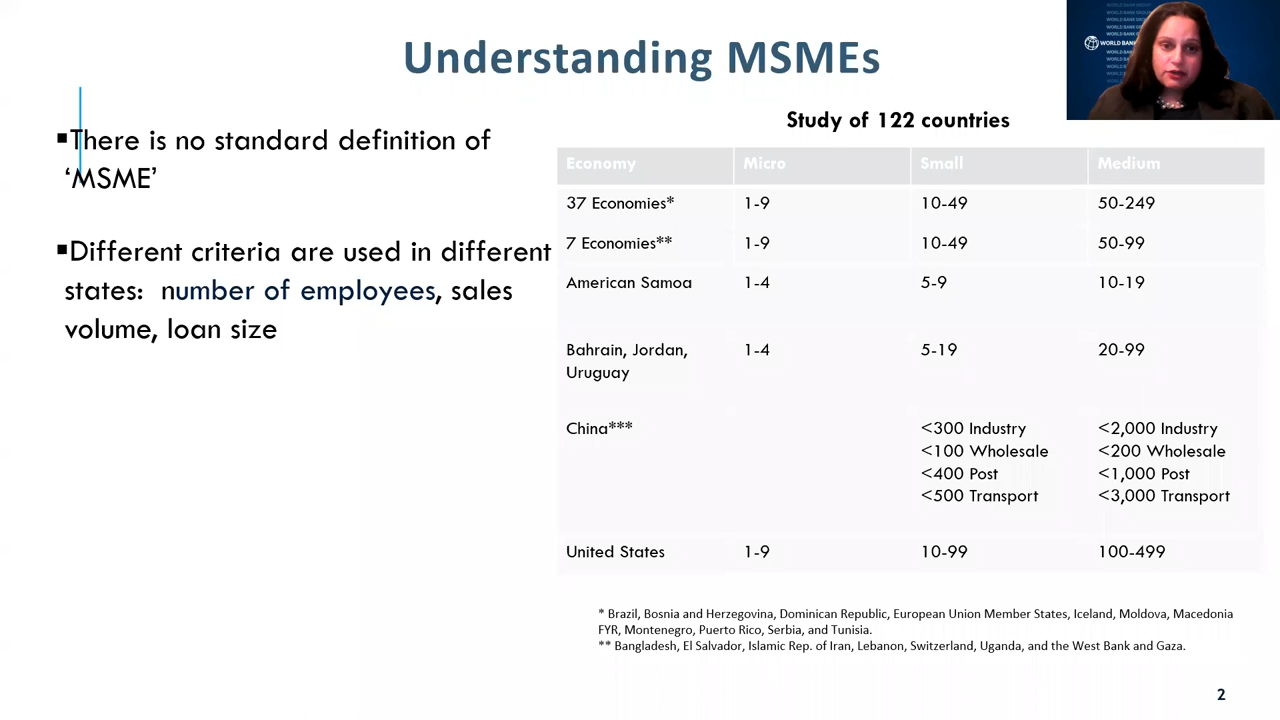 Understanding MSMEs
WORLD BANK
▪There is no standard definition of
‘MSME’
▪Different criteria are used in different
states: number of employees, sales
volume, loan size
Study of 122 countries
Economy Micro Small Medium
37 Economies* 1-9 10-49 50-249
7 Economies** 1-9 10-49 50-99
American Samoa 1-4 5-9 10-19
Bahrain, Jordan, 1-4 5-19 20-99
Uruguay
China*** <300 Industry <2,000 Industry
<100 Wholesale <200 Wholesale
<400 Post <1,000 Post
<500 Transport <3,000 Transport
United States 1-9 10-99 100-499
* Brazil, Bosnia and Herzegovina, Dominican Republic, European Union Member States, Iceland, Moldova, Macedonia
FYR, Montenegro, Puerto Rico, Serbia, and Tunisia.
** Bangladesh, El Salvador, Islamic Rep. of Iran, Lebanon, Switzerland, Uganda, and the West Bank and Gaza.
2